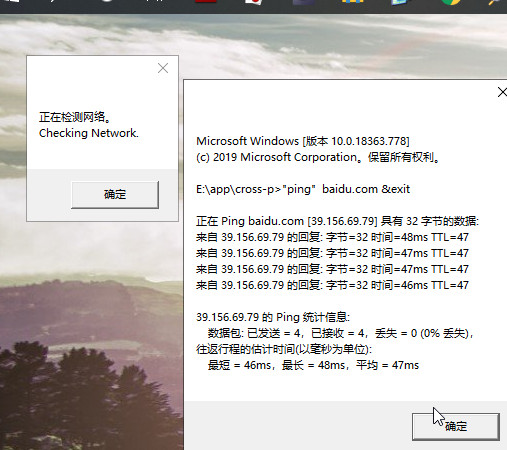 正在检测网络。
Checking Network.
确定
Microsoft Windows [版本 10.0.18363.778]
(c) 2019 Microsoft Corporation。保留所有权利。
E:\app\cross-p>"ping"  baidu.com &exit
正在 Ping baidu.com [39.156.69.79] 具有 32 字节的数据:
来自 39.156.69.79 的回复: 字节=32 时间=48ms TTL=47
来自 39.156.69.79 的回复: 字节=32 时间=47ms TTL=47
来自 39.156.69.79 的回复: 字节=32 时间=47ms TTL=47
来自 39.156.69.79 的回复: 字节=32 时间=46ms TTL=47
39.156.69.79 的 Ping 统计信息:
数据包: 已发送 = 4，已接收 = 4，丢失 = 0 (0% 丢失)，
往返行程的估计时间(以毫秒为单位):
最短 = 46ms，最长 = 48ms，平均 = 47ms
确定